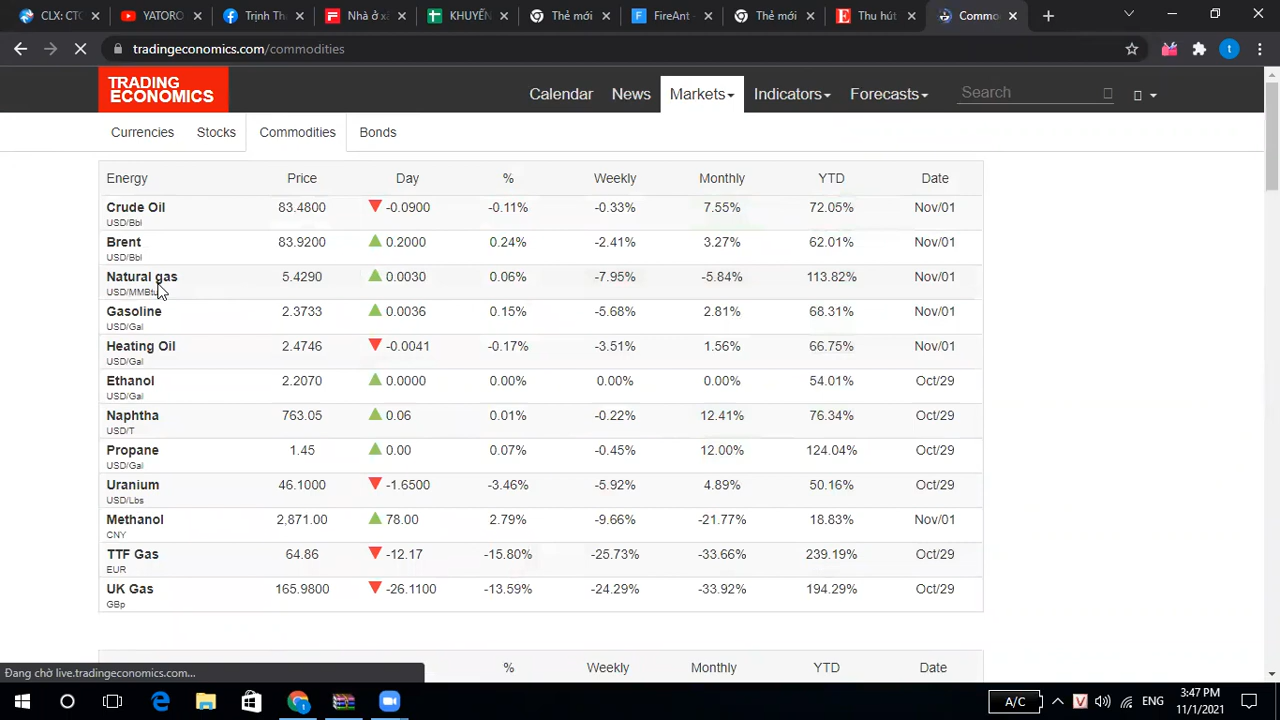 CLX: CTC
YATORO
Trịnh Th
Nhà ở xã
KHUYẾN
Thẻ mới
FireAnt -
Thẻ mới
Thu hút
Commo
tradingeconomics.com/commodities
t
TRADING
ECONOMICS
Calendar
News
Markets
Indicators
Forecasts
Search
Currencies
Stocks
Commodities
Bonds
Energy Price Day % Weekly Monthly YTD Date
Crude Oil 83.4800 -0.0900 -0.11% -0.33% 7.55% 72.05% Nov/01
USD/Bbl
Brent 83.9200 0.2000 0.24% -2.41% 3.27% 62.01% Nov/01
USD/Bbl
Natural gas 5.4290 0.0030 0.06% -7.95% -5.84% 113.82% Nov/01
USD/MMBtu
Gasoline 2.3733 0.0036 0.15% -5.68% 2.81% 68.31% Nov/01
USD/Gal
Heating Oil 2.4746 -0.0041 -0.17% -3.51% 1.56% 66.75% Nov/01
USD/Gal
Ethanol 2.2070 0.0000 0.00% 0.00% 0.00% 54.01% Oct/29
USD/Gal
Naphtha 763.05 0.06 0.01% -0.22% 12.41% 76.34% Oct/29
USD/T
Propane 1.45 0.00 0.07% -0.45% 12.00% 124.04% Oct/29
USD/Gal
Uranium 46.1000 -1.6500 -3.46% -5.92% 4.89% 50.16% Oct/29
USD/Lbs
Methanol 2,871.00 78.00 2.79% -9.66% -21.77% 18.83% Nov/01
CNY
TTF Gas 64.86 -12.17 -15.80% -25.73% -33.66% 239.19% Oct/29
EUR
UK Gas 165.9800 -26.1100 -13.59% -24.29% -33.92% 194.29% Oct/29
GBp
% Weekly Monthly YTD Date
Đang chờ live.tradingeconomics.com...
A/C
ENG
3:47 PM
11/1/2021